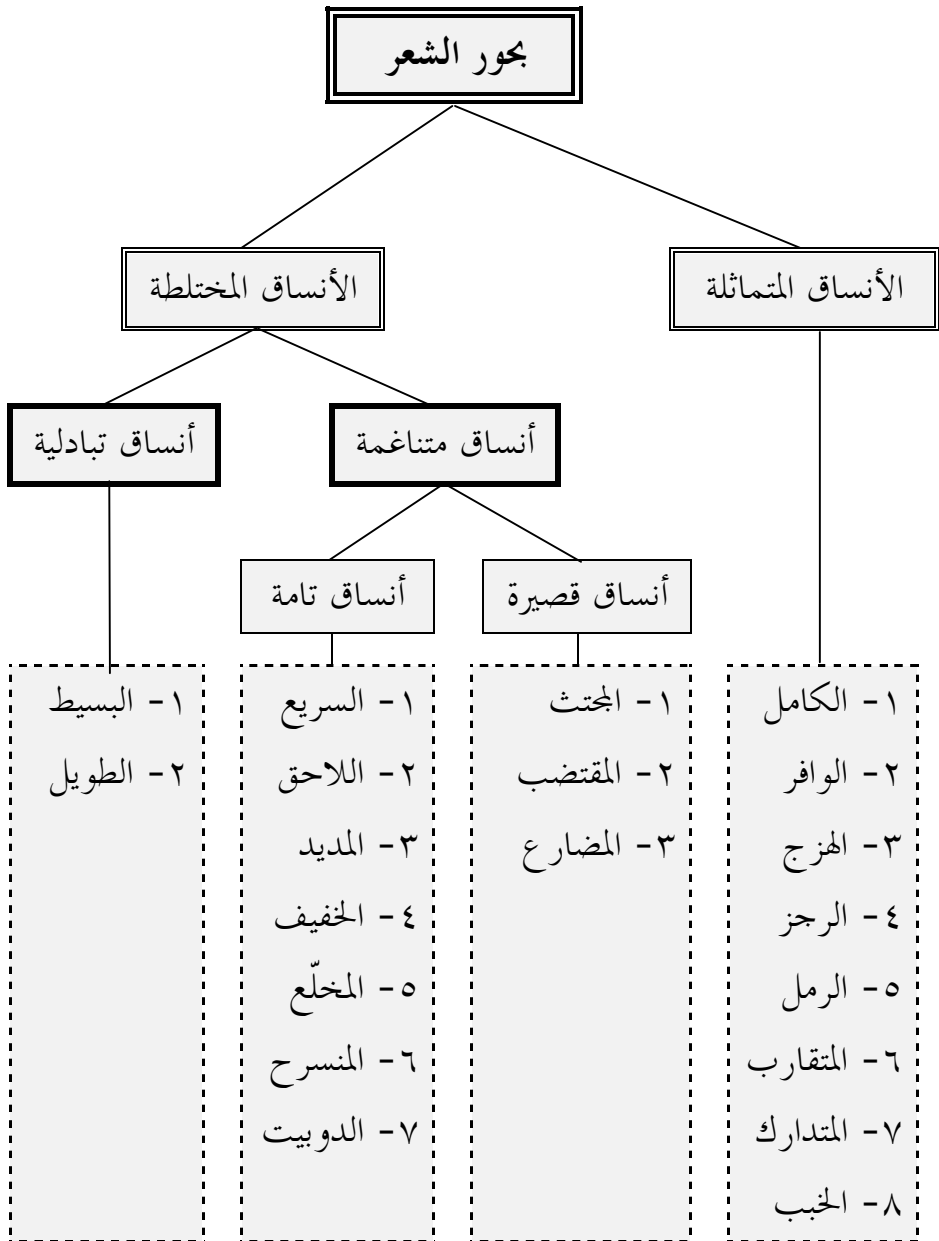 بحور الشعر
الأنساق المتماثلة
الأنساق المختلطة
أنساق متناغمة
أنساق تبادلية
أنساق قصيرة
أنساق تامة
١- الكامل
٢- الوافر
٣- الهزج
٤- الرجز
٥- الرمل
٦- المتقارب
٧- المتدارك
٨- الخبب
١- المجتث
٢- المقتضب
٣- المضارع
١- السريع
٢- اللاحق
٣- المديد
٤- الخفيف
٥- المخلّع
٦- المنسرح
٧- الدوبيت
١- البسيط
٢- الطويل